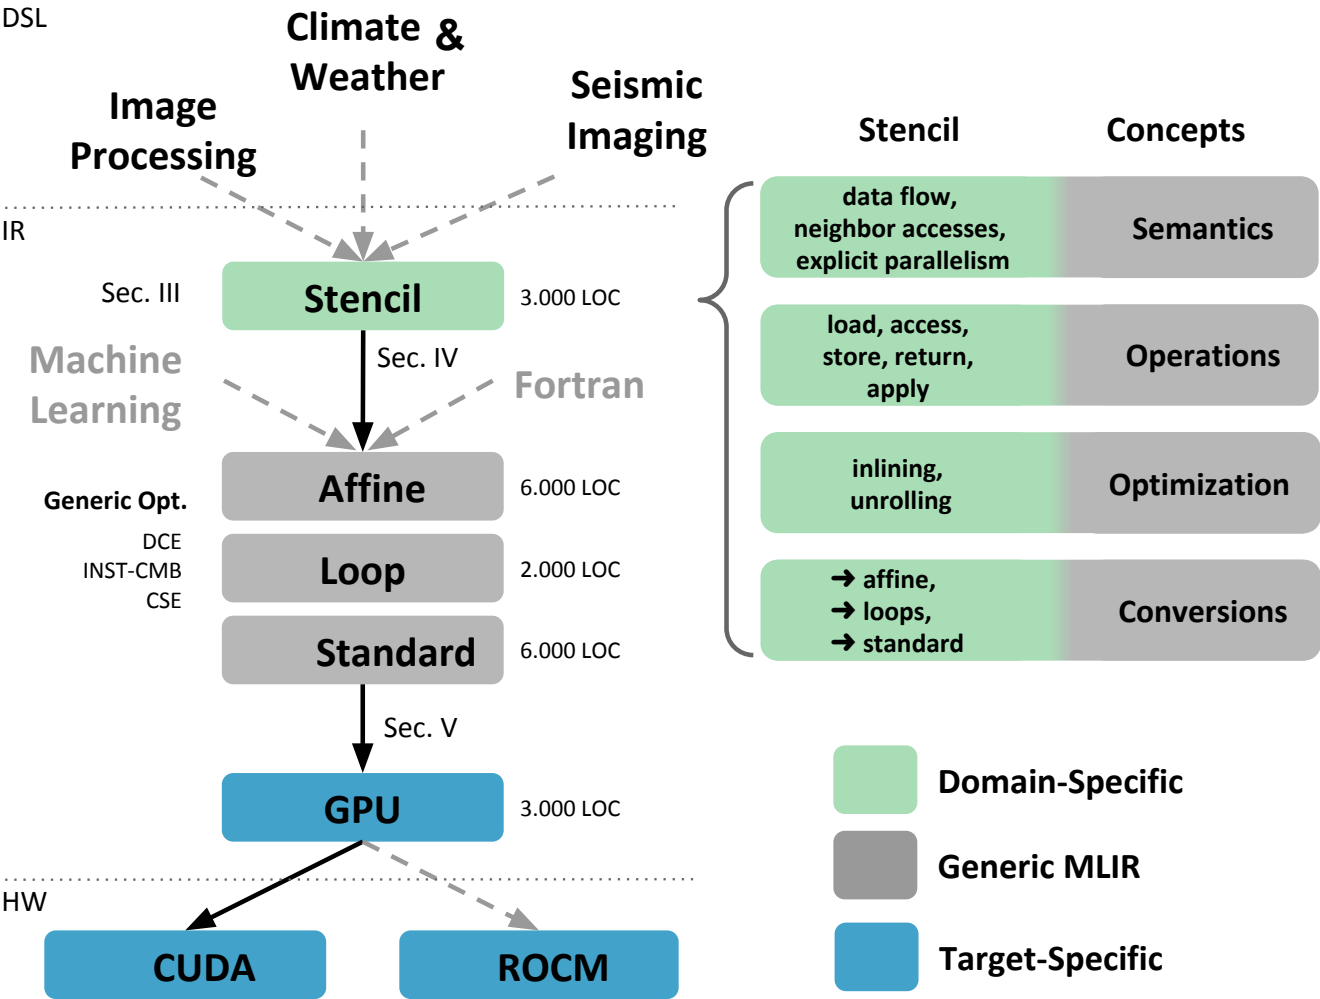 DSL
Climate &
Weather
Image
Processing
Seismic
Imaging
IR
Sec. III
Stencil
3.000 LOC
Sec. IV
Machine
Learning
Fortran
Affine
6.000 LOC
Generic Opt.
DCE
INST-CMB
CSE
Loop
2.000 LOC
Standard
6.000 LOC
Sec. V
GPU
3.000 LOC
HW
CUDA
ROCM
Stencil
Concepts
data flow,
neighbor accesses,
explicit parallelism
Semantics
load, access,
store, return,
apply
Operations
inlining,
unrolling
Optimization
➔ affine,
➔ loops,
➔ standard
Conversions
Domain-Specific
Generic MLIR
Target-Specific